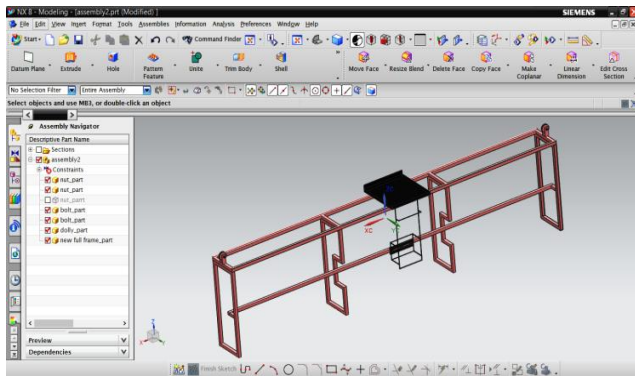 NX 8 - Modeling - [assembly2.prt (Modified) ]
SIEMENS
File Edit View Insert Format Tools Assemblies Information Analysis Preferences Window Help
Start Command Finder
Datum Plane Extrude Hole Pattern Feature Unite Trim Body Shell Move Face Resize Blend Delete Face Copy Face Make Coplanar Linear Dimension Edit Cross Section
No Selection Filter Entire Assembly
Select objects and use MB3, or double-click an object
Assembly Navigator
Descriptive Part Name
Sections
assembly2
Constraints
nut_part
nut_part
nut_part
bolt_part
bolt_part
dolly_part
new full frame_part
XC
Z
Preview
Dependencies
Finish Sketch